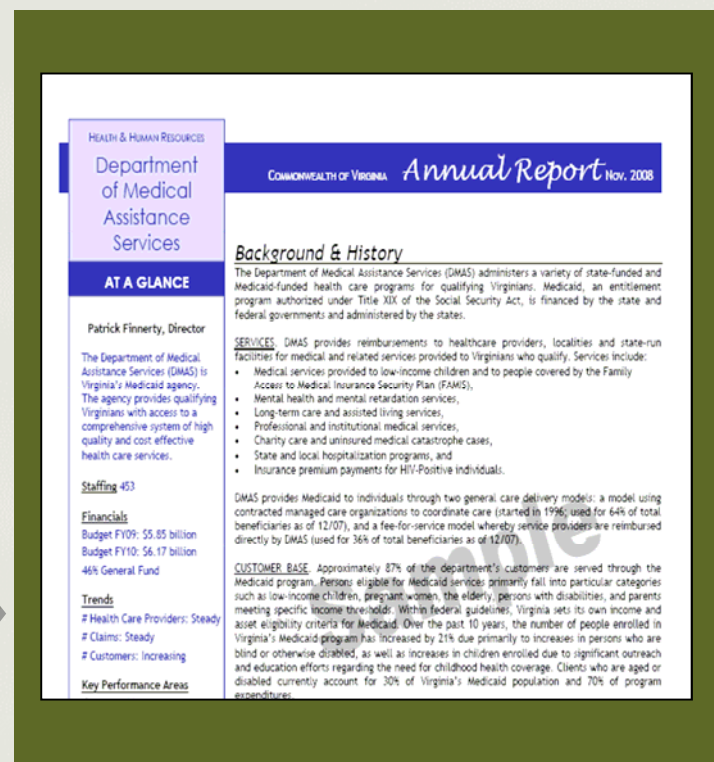 HEALTH & HUMAN RESOURCES
Department
of Medical
Assistance
Services
AT A GLANCE
Patrick Finnerty, Director
The Department of Medical
Assistance Services (DMAS) is
Virginia's Medicaid agency.
The agency provides qualifying
Virginians with access to a
comprehensive system of high
quality and cost effective
health care services.
Staffing 453
Financials
Budget FY09: $5.85 billion
Budget FY10: $6.17 billion
46% General Fund
Trends
# Health Care Providers: Steady
# Claims: Steady
# Customers: Increasing
Key Performance Areas
COMMONWEALTH OF VIRGINIA Annual Report Nov. 2008
Background & History
The Department of Medical Assistance Services (DMAS) administers a variety of state-funded and
Medicaid-funded health care programs for qualifying Virginians. Medicaid, an entitlement
program authorized under Title XIX of the Social Security Act, is financed by the state and
federal governments and administered by the states.
SERVICES. DMAS provides reimbursements to healthcare providers, localities and state-run
facilities for medical and related services provided to Virginians who qualify. Services include:
• Medical services provided to low-income children and to people covered by the Family
Access to Medical Insurance Security Plan (FAMIS),
• Mental health and mental retardation services,
• Long-term care and assisted living services,
• Professional and institutional medical services,
• Charity care and uninsured medical catastrophe cases,
• State and local hospitalization programs, and
• Insurance premium payments for HIV-Positive individuals.
DMAS provides Medicaid to individuals through two general care delivery models: a model using
contracted managed care organizations to coordinate care (started in 1996; used for 64% of total
beneficiaries as of 12/07), and a fee-for-service model whereby service providers are reimbursed
directly by DMAS (used for 36% of total beneficiaries as of 12/07).
CUSTOMER BASE. Approximately 87% of the department's customers are served through the
Medicaid program. Persons eligible for Medicaid services primarily fall into particular categories
such as low-income children, pregnant women, the elderly, persons with disabilities, and parents
meeting specific income thresholds. Within federal guidelines, Virginia sets its own income and
asset eligibility criteria for Medicaid. Over the past 10 years, the number of people enrolled in
Virginia's Medicaid program has increased by 21% due primarily to increases in persons who are
blind or otherwise disabled, as well as increases in children enrolled due to significant outreach
and education efforts regarding the need for childhood health coverage. Clients who are aged or
disabled currently account for 30% of Virginia's Medicaid population and 70% of program
expenditures.
Sample